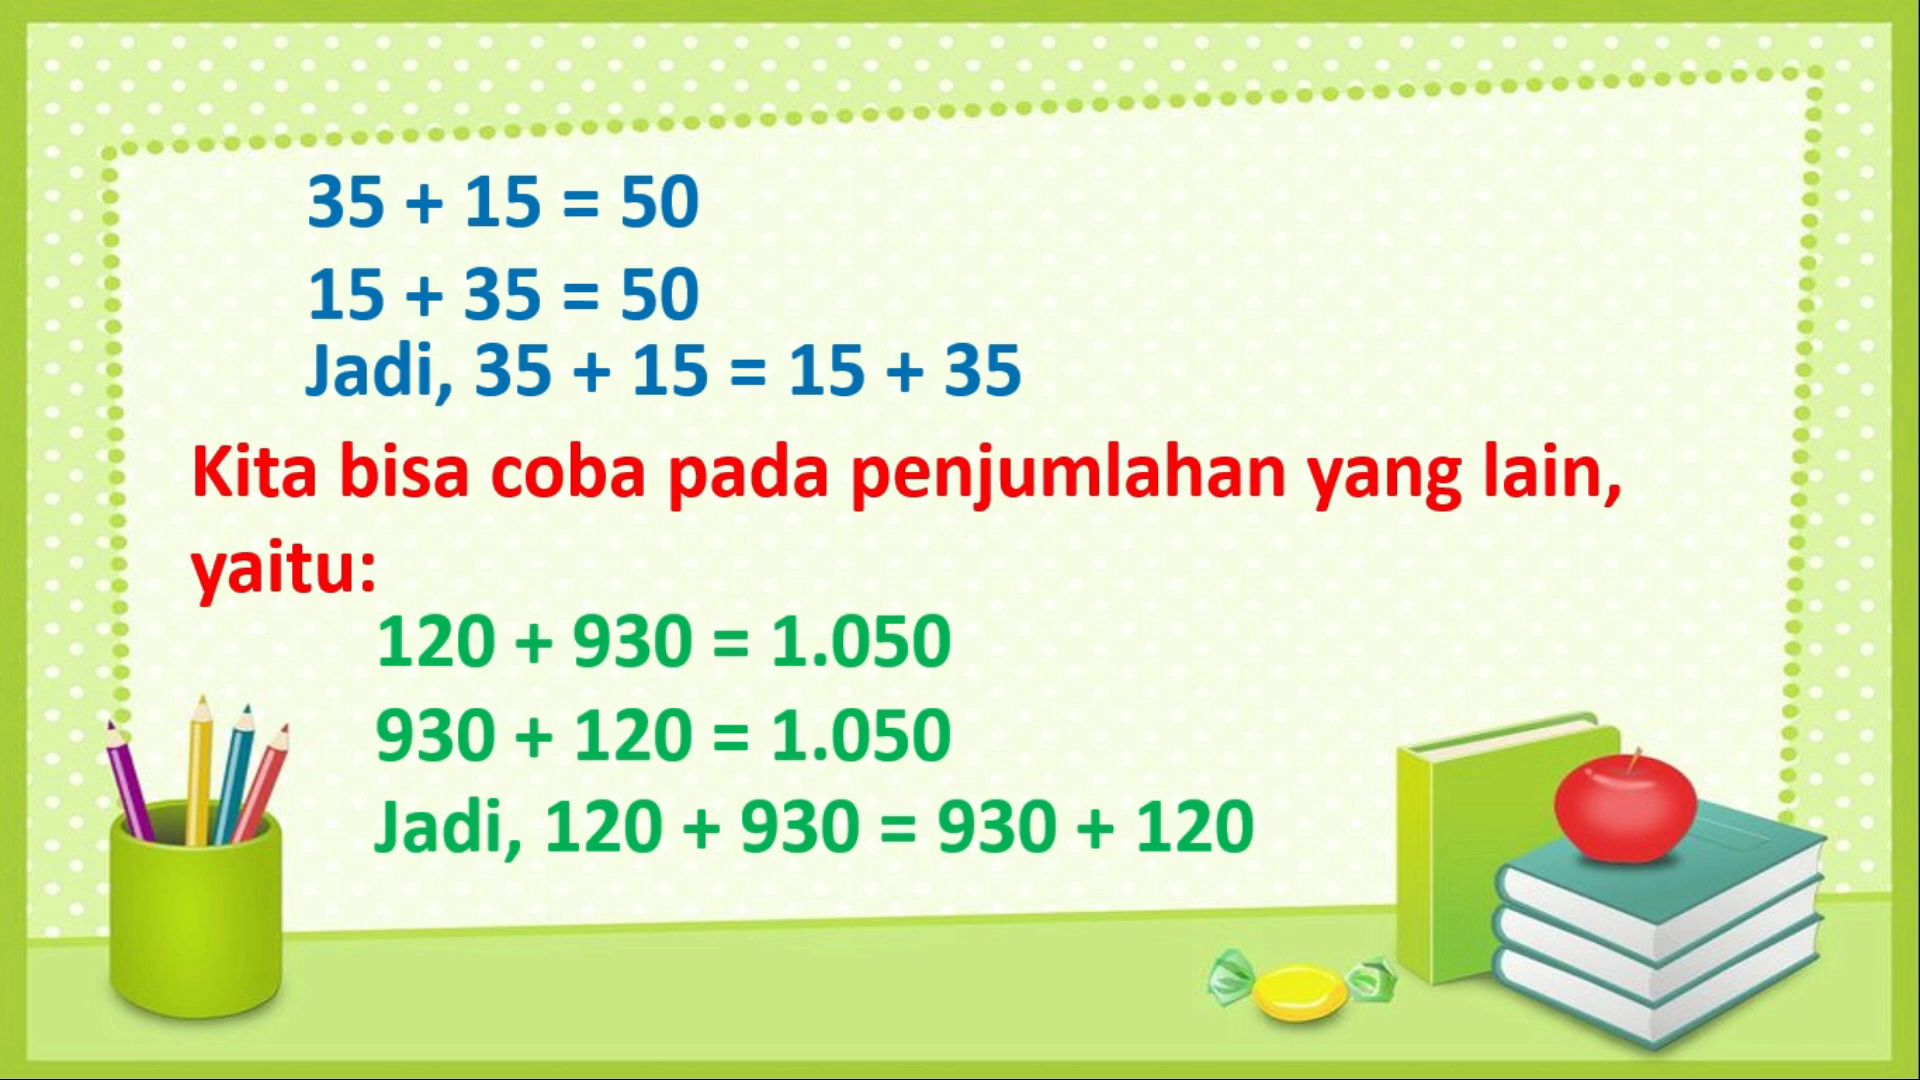 35 + 15 = 50
15 + 35 = 50
Jadi, 35 + 15 = 15 + 35
Kita bisa coba pada penjumlahan yang lain,
yaitu:
120 + 930 = 1.050
930 + 120 = 1.050
Jadi, 120 + 930 = 930 + 120